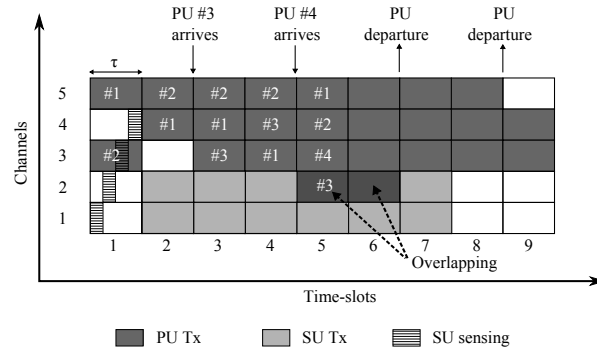 PU #3 PU #4 PU PU
arrives arrives departure departure
τ
5 #1 #2 #2 #2 #1
4 #1 #1 #3 #2
3 #2 #3 #1 #4
2 #3
1
1 2 3 4 5 6 7 8 9
Overlapping
Channels
Time-slots
PU Tx SU Tx SU sensing